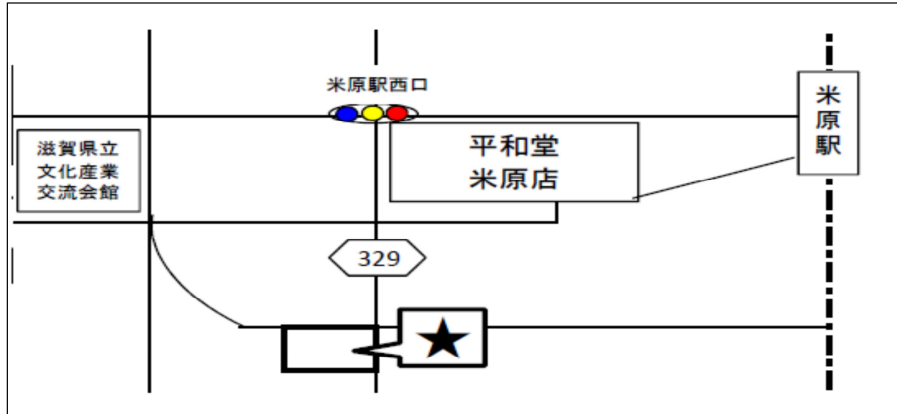 米原駅西口
米原駅
平和堂
米原店
滋賀県立
文化産業
交流会館
329